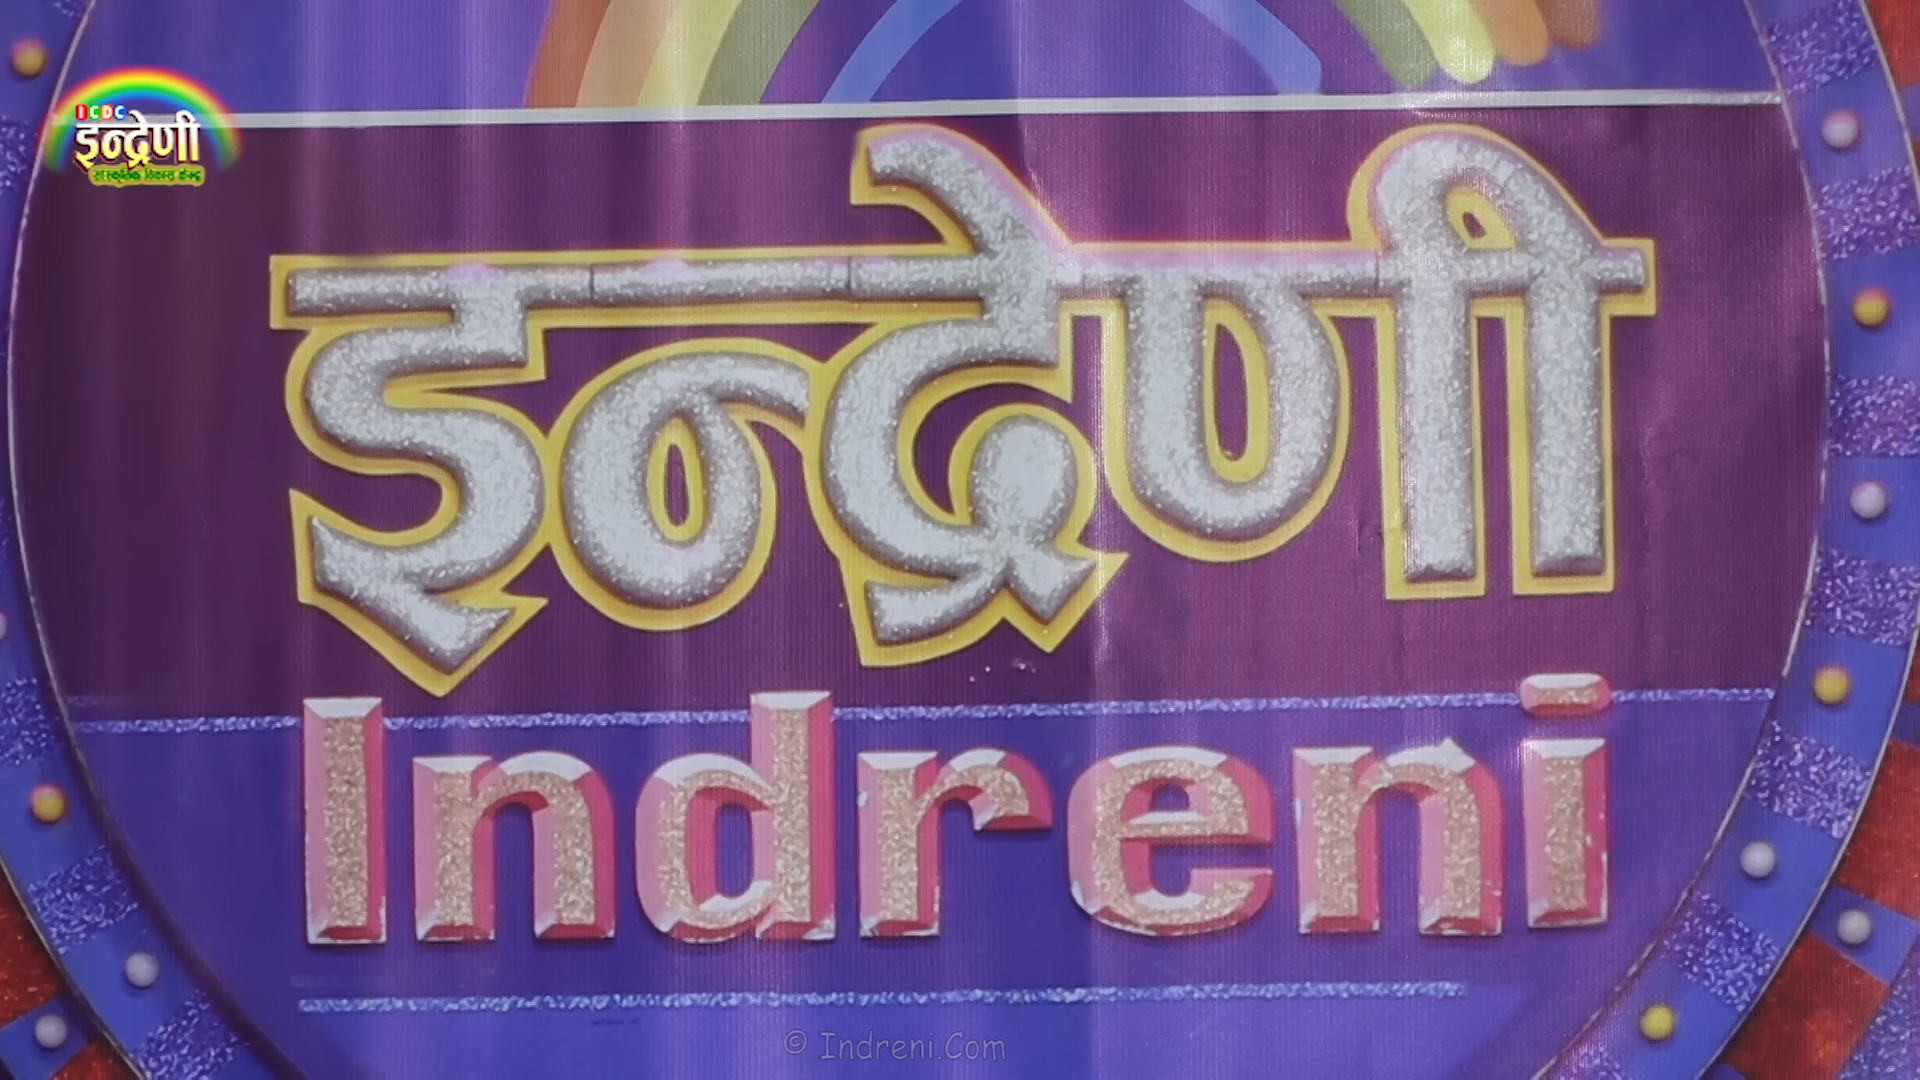 ICDC
इन्द्रेणी
सांस्कृतिक विकास केन्द्र
इन्द्रेणी
Indreni
© Indreni.Com